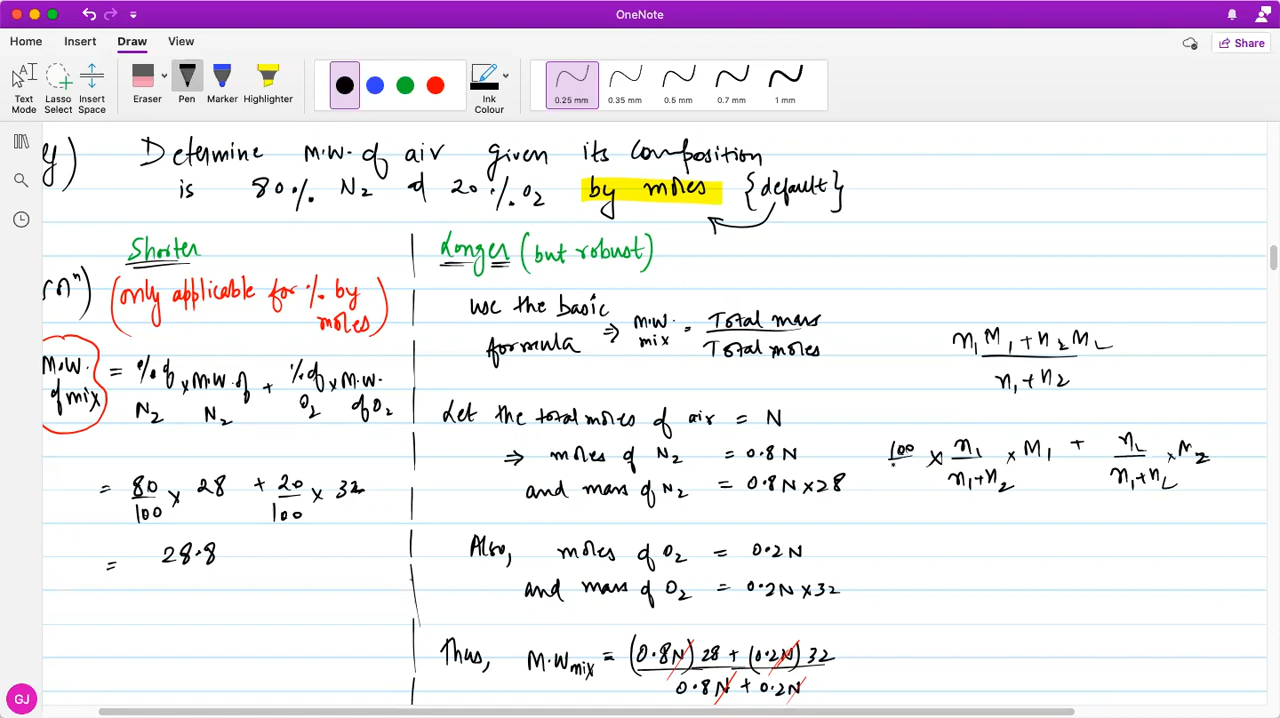 OneNote
Home Insert Draw View
Share
Text Mode
Lasso Select
Insert Space
Eraser
Pen
Marker
Highlighter
Ink Colour
0.25 mm
0.35 mm
0.5 mm
0.7 mm
1 mm
y) Determine M.W. of air given its composition
is 80% N2 & 20% O2 by moles {default}
Shorter
(only applicable for % by moles)
M.W. of mix = % of N2 × M.W. of N2 + % of O2 × M.W. of O2
= 80/100 × 28 + 20/100 × 32
= 28.8
Longer (but robust)
use the basic formula ⇒ M.W. mix = Total mass / Total moles
Let the total moles of air = N
⇒ moles of N2 = 0.8N
and mass of N2 = 0.8N×28
Also, moles of O2 = 0.2N
and mass of O2 = 0.2N×32
Thus, M.W mix = (0.8N) 28 + (0.2N) 32 / 0.8N + 0.2N
n1M1 + n2M2 / n1 + n2
100 × n1/n1+n2 × M1 + n2/n1+n2 × M2
GJ